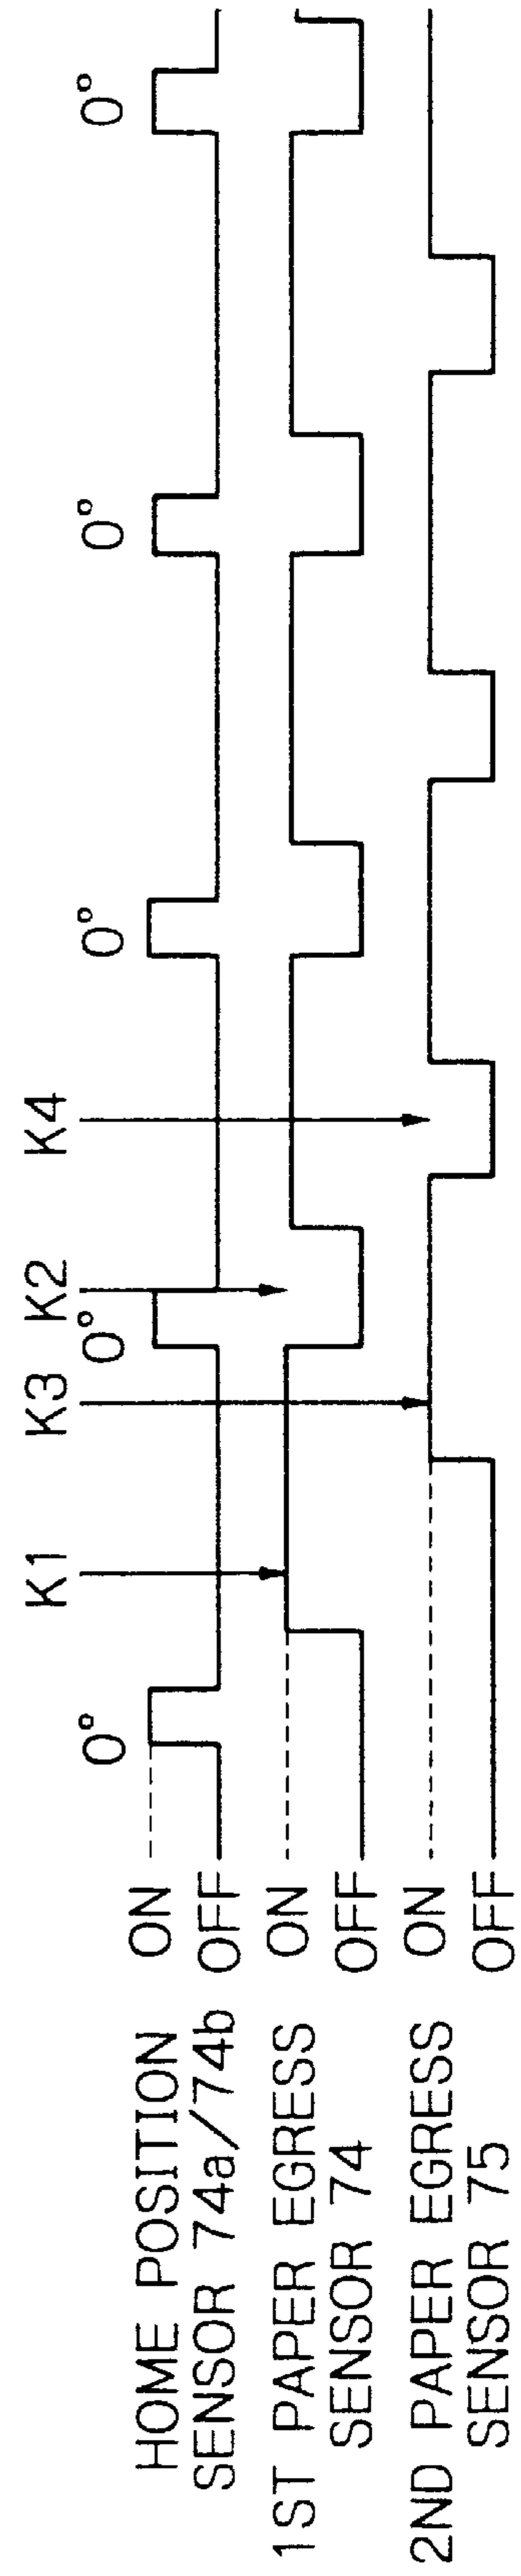 K1
K3
K2
K4
0°
0°
0°
0°
0°
HOME POSITION
SENSOR 74a/74b
ON
OFF
1ST PAPER EGRESS
SENSOR 74
ON
OFF
2ND PAPER EGRESS
SENSOR 75
ON
OFF